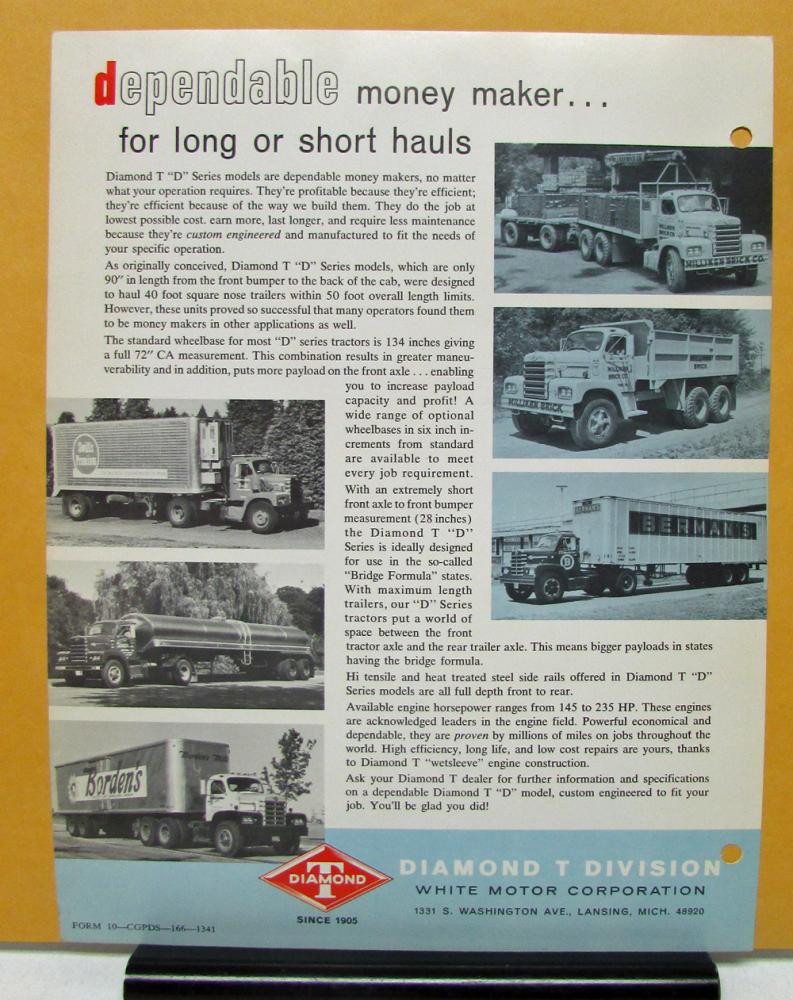 dependable money maker...
for long or short hauls
Diamond T “D” Series models are dependable money makers, no matter
what your operation requires. They're profitable because they're efficient;
they're efficient because of the way we build them. They do the job at
lowest possible cost. earn more, last longer, and require less maintenance
because they're custom engineered and manufactured to fit the needs of
your specific operation.
As originally conceived, Diamond T “D” Series models, which are only
90” in length from the front bumper to the back of the cab, were designed
to haul 40 foot square nose trailers within 50 foot overall length limits.
However, these units proved so successful that many operators found them
to be money makers in other applications as well.
The standard wheelbase for most “D” series tractors is 134 inches giving
a full 72” CA measurement. This combination results in greater maneu-
verability and in addition, puts more payload on the front axle . . . enabling
you to increase payload
capacity and profit! A
wide range of optional
wheelbases in six inch in-
crements from standard
are available to meet
every job requirement.
With an extremely short
front axle to front bumper
measurement (28 inches)
the Diamond T “D”
Series is ideally designed
for use in the so-called
“Bridge Formula” states.
With maximum length
trailers, our “D” Series
tractors put a world of
space between the front
tractor axle and the rear trailer axle. This means bigger payloads in states
having the bridge formula.
Hi tensile and heat treated steel side rails offered in Diamond T “D”
Series models are all full depth front to rear.
Available engine horsepower ranges from 145 to 235 HP. These engines
are acknowledged leaders in the engine field. Powerful economical and
dependable, they are proven by millions of miles on jobs throughout the
world. High efficiency, long life, and low cost repairs are yours, thanks
to Diamond T “wetsleeve” engine construction.
Ask your Diamond T dealer for further information and specifications
on a dependable Diamond T “D” model, custom engineered to fit your
job. You'll be glad you did!
MILLIKEN
BRICK CO.
MILLIKEN BRICK CO.
BRICK
MILLIKEN
BRICK CO.
MILLIKEN BRICK
BERMAN'S
BERMAN'S
B
Borden's
T
DIAMOND
SINCE 1905
DIAMOND T DIVISION
WHITE MOTOR CORPORATION
1331 S. WASHINGTON AVE., LANSING, MICH. 48920
FORM 10—CGPDS—166—1341